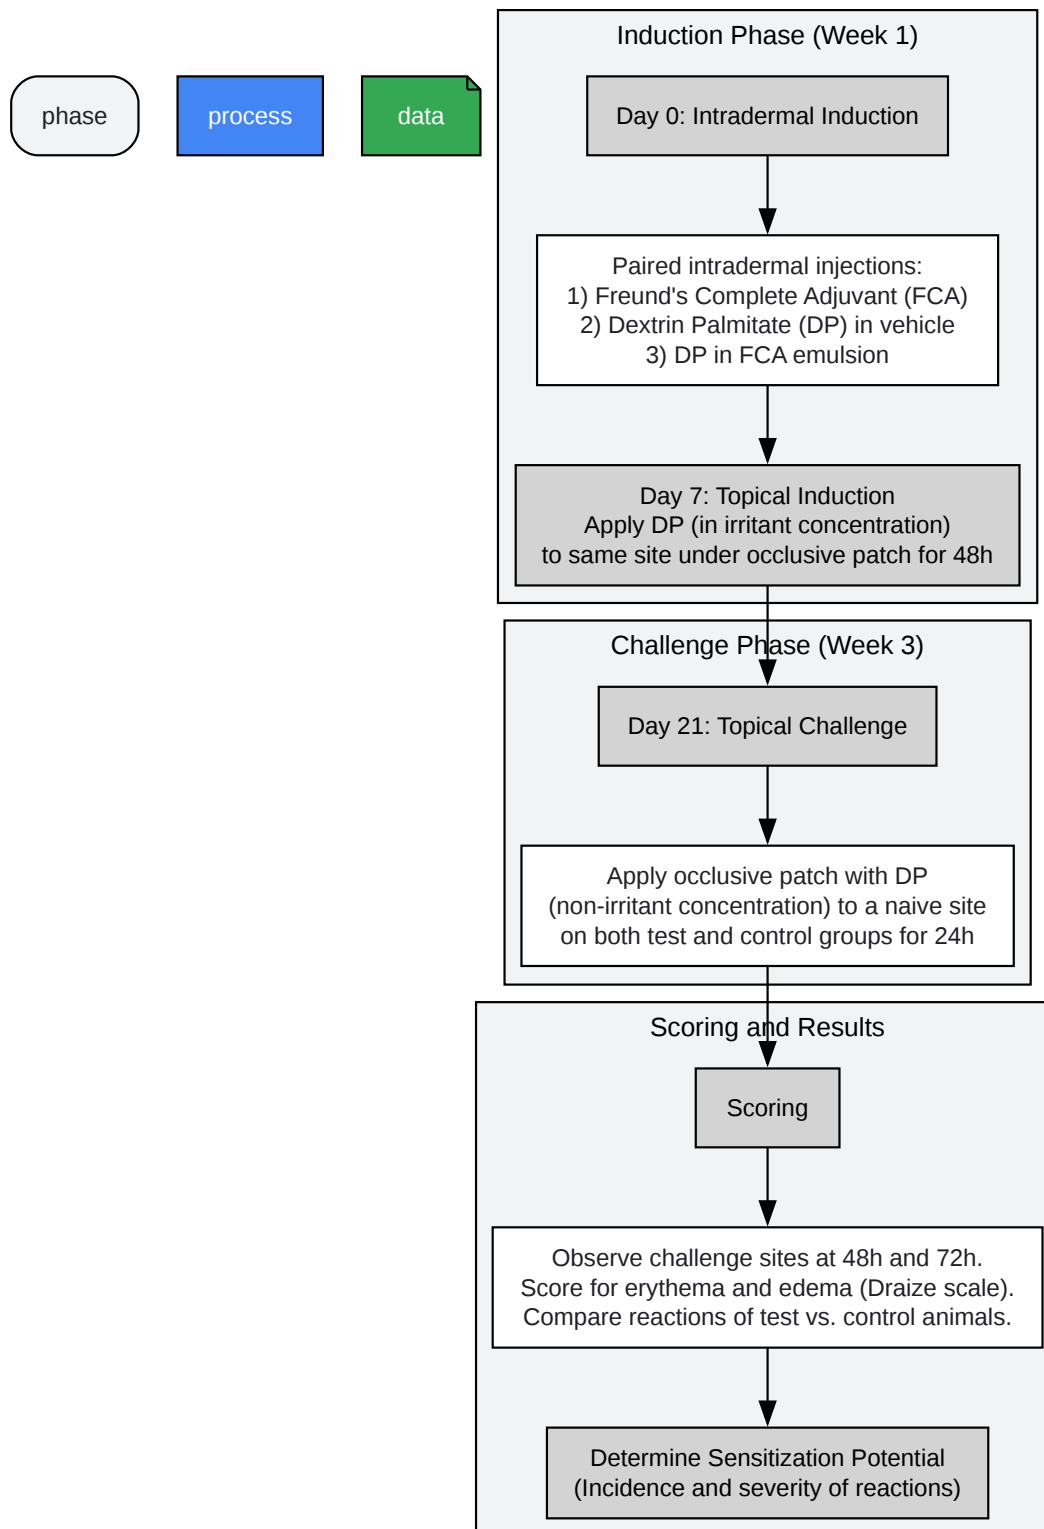 phase
process
data
Induction Phase (Week 1)
Day 0: Intradermal Induction
Paired intradermal injections:
1) Freund's Complete Adjuvant (FCA)
2) Dextrin Palmitate (DP) in vehicle
3) DP in FCA emulsion
Day 7: Topical Induction
Apply DP (in irritant concentration)
to same site under occlusive patch for 48h
Challenge Phase (Week 3)
Day 21: Topical Challenge
Apply occlusive patch with DP
(non-irritant concentration) to a naive site
on both test and control groups for 24h
Scoring and Results
Scoring
Observe challenge sites at 48h and 72h.
Score for erythema and edema (Draize scale).
Compare reactions of test vs. control animals.
Determine Sensitization Potential
(Incidence and severity of reactions)